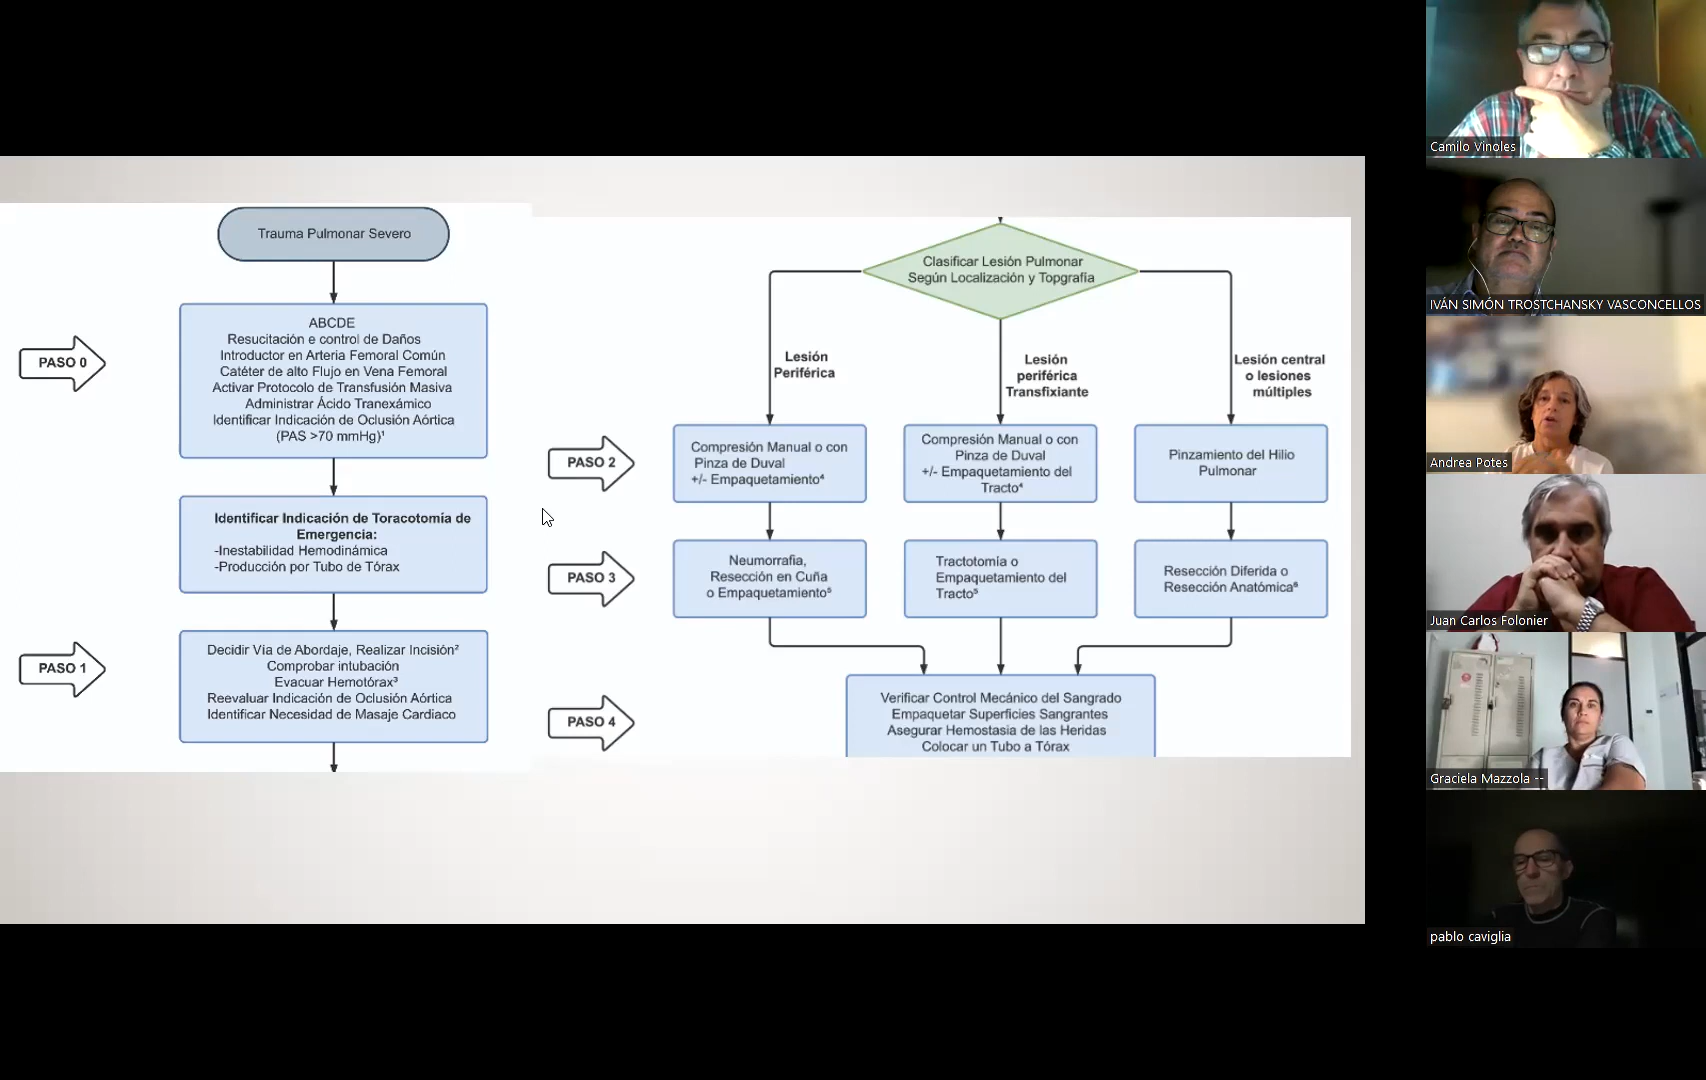 Trauma Pulmonar Severo
PASO 0
ABCDE
Resucitación e control de Daños
Introductor en Arteria Femoral Común
Catéter de alto Flujo en Vena Femoral
Activar Protocolo de Transfusión Masiva
Administrar Ácido Tranexámico
Identificar Indicación de Oclusión Aórtica
(PAS >70 mmHg)¹
Identificar Indicación de Toracotomía de
Emergencia:
-Inestabilidad Hemodinámica
-Producción por Tubo de Tórax
PASO 1
Decidir Vía de Abordaje, Realizar Incisión²
Comprobar intubación
Evacuar Hemotórax³
Reevaluar Indicación de Oclusión Aórtica
Identificar Necesidad de Masaje Cardiaco
Clasificar Lesión Pulmonar
Según Localización y Topgrafía
Lesión
Periférica
Lesión
periférica
Transfixiante
Lesión central
o lesiones
múltiples
PASO 2
Compresión Manual o con
Pinza de Duval
+/- Empaquetamiento⁴
Compresión Manual o con
Pinza de Duval
+/- Empaquetamiento del
Tracto⁴
Pinzamiento del Hilio
Pulmonar
PASO 3
Neumorrafia,
Resección en Cuña
o Empaquetamiento⁵
Tractotomía o
Empaquetamiento del
Tracto⁵
Resección Diferida o
Resección Anatómica⁶
PASO 4
Verificar Control Mecánico del Sangrado
Empaquetar Superficies Sangrantes
Asegurar Hemostasia de las Heridas
Colocar un Tubo a Tórax
Camilo Vinoles
IVÁN SIMÓN TROSTCHANSKY VASCONCELLOS
Andrea Potes
Juan Carlos Folonier
Graciela Mazzola --
pablo caviglia